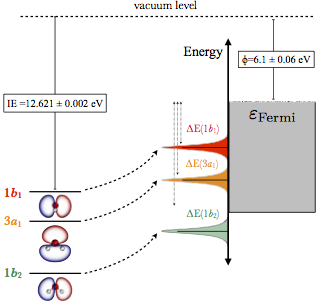 vacuum level
Energy
ϕ=6.1 ± 0.06 eV
IE =12.621 ± 0.002 eV
εFermi
ΔE(1b₁)
ΔE(3a₁)
1b₁
3a₁
ΔE(1b₂)
1b₂